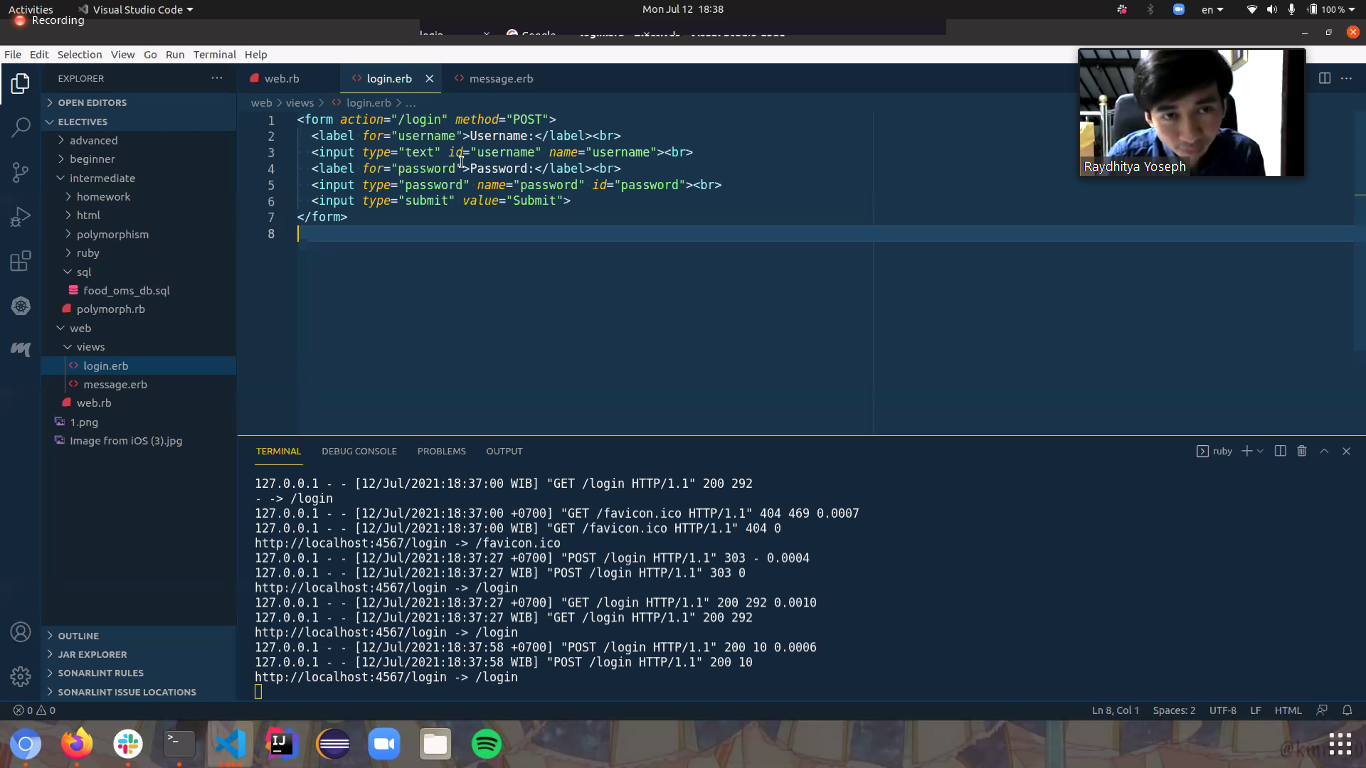 Activities Visual Studio Code Mon Jul 12 18:38 en 100%
Recording
File Edit Selection View Go Run Terminal Help
EXPLORER
OPEN EDITORS
ELECTIVES
advanced
beginner
intermediate
homework
html
polymorphism
ruby
sql
food_oms_db.sql
polymorph.rb
web
views
login.erb
message.erb
web.rb
1.png
Image from iOS (3).jpg
OUTLINE
JAR EXPLORER
SONARLINT RULES
SONARLINT ISSUE LOCATIONS
web.rb login.erb message.erb
web views login.erb ...
1 <form action="/login" method="POST">
2 <label for="username">Username:</label><br>
3 <input type="text" id="username" name="username"><br>
4 <label for="password">Password:</label><br>
5 <input type="password" name="password" id="password"><br>
6 <input type="submit" value="Submit">
7 </form>
8
Raydhitya Yoseph
TERMINAL DEBUG CONSOLE PROBLEMS OUTPUT ruby
127.0.0.1 - - [12/Jul/2021:18:37:00 WIB] "GET /login HTTP/1.1" 200 292
- -> /login
127.0.0.1 - - [12/Jul/2021:18:37:00 +0700] "GET /favicon.ico HTTP/1.1" 404 469 0.0007
127.0.0.1 - - [12/Jul/2021:18:37:00 WIB] "GET /favicon.ico HTTP/1.1" 404 0
http://localhost:4567/login -> /favicon.ico
127.0.0.1 - - [12/Jul/2021:18:37:27 +0700] "POST /login HTTP/1.1" 303 - 0.0004
127.0.0.1 - - [12/Jul/2021:18:37:27 WIB] "POST /login HTTP/1.1" 303 0
http://localhost:4567/login -> /login
127.0.0.1 - - [12/Jul/2021:18:37:27 +0700] "GET /login HTTP/1.1" 200 292 0.0010
127.0.0.1 - - [12/Jul/2021:18:37:27 WIB] "GET /login HTTP/1.1" 200 292
http://localhost:4567/login -> /login
127.0.0.1 - - [12/Jul/2021:18:37:58 +0700] "POST /login HTTP/1.1" 200 10 0.0006
127.0.0.1 - - [12/Jul/2021:18:37:58 WIB] "POST /login HTTP/1.1" 200 10
http://localhost:4567/login -> /login
0 0 Ln 8, Col 1 Spaces: 2 UTF-8 LF HTML